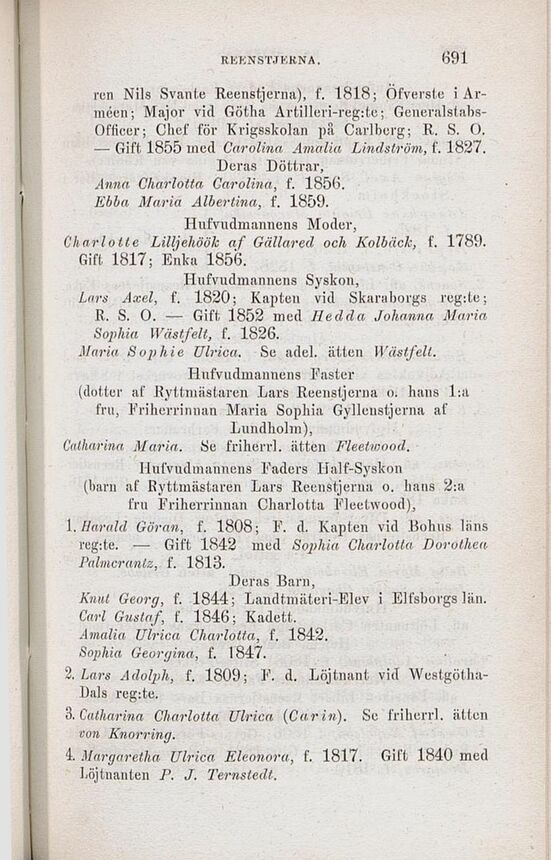 REENSTJERNA. 691
ren Nils Svante Reenstjerna), f. 1818; Öfverste i Ar-
méen; Major vid Götha Artilleri-reg:te; Generalstabs-
Officer; Chef för Krigsskolan på Carlberg; R. S. O.
— Gift 1855 med Carolina Amalia Lindström, f. 1827.
Deras Döttrar,
Anna Charlotta Carolina, f. 1856.
Ebba Maria Albertina, f. 1859.
Hufvudmannens Moder,
Charlotte Lilljehöök af Gällared och Kolbäck, f. 1789.
Gift 1817; Enka 1856.
Hufvudmannens Syskon,
Lars Axel, f. 1820; Kapten vid Skaraborgs reg:te;
R. S. O. — Gift 1852 med Hedda Johanna Maria
Sophia Wästfelt, f. 1826.
Maria Sophie Ulrica. Se adel. ätten Wästfelt.
Hufvudmannens Faster
(dotter af Ryttmästaren Lars Reenstjerna o. hans 1:a
fru, Friherrinnan Maria Sophia Gyllenstjerna af
Lundholm),
Catharina Maria. Se friherrl. ätten Fleetwood.
Hufvudmannens Faders Half-Syskon
(barn af Ryttmästaren Lars Reenstjerna o. hans 2:a
fru Friherrinnan Charlotta Fleetwood),
1. Harald Göran, f. 1808; F. d. Kapten vid Bohus läns
reg:te. — Gift 1842 med Sophia Charlotta Dorothea
Palmcrantz, f. 1813.
Deras Barn,
Knut Georg, f. 1844; Landtmäteri-Elev i Elfsborgs län.
Carl Gustaf, f. 1846; Kadett.
Amalia Ulrica Charlotta, f. 1842.
Sophia Georgina, f. 1847.
2. Lars Adolph, f. 1809; F. d. Löjtnant vid Westgötha-
Dals reg:te.
3. Catharina Charlotta Ulrica (Carin). Se friherrl. ätten
von Knorring.
4. Margaretha Ulrica Eleonora, f. 1817. Gift 1840 med
Löjtnanten P. J. Ternstedt.